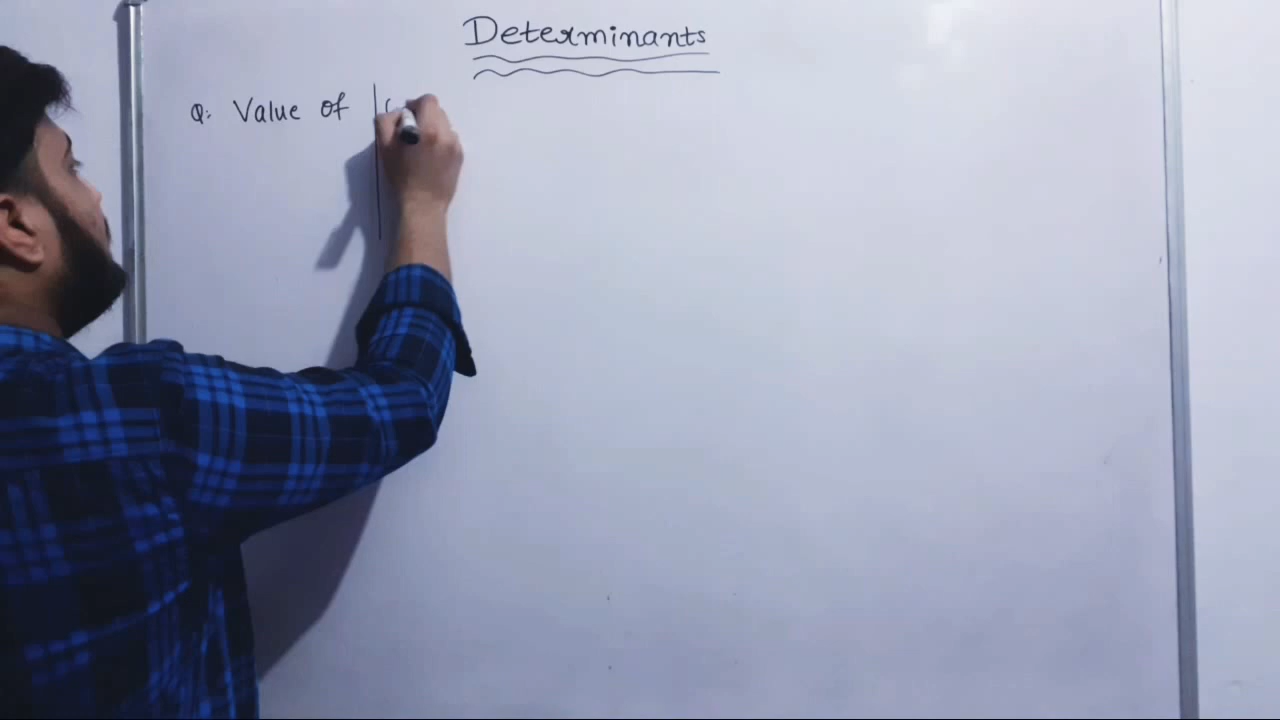 Determinants
Q: Value of |(